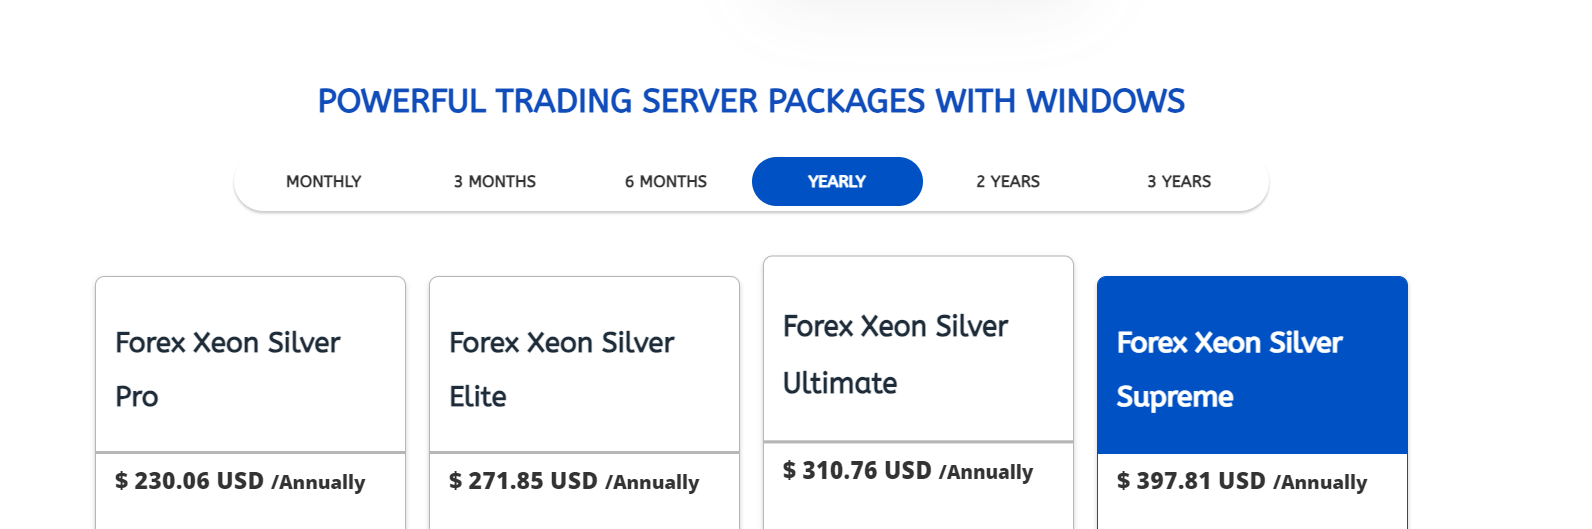 POWERFUL TRADING SERVER PACKAGES WITH WINDOWS
MONTHLY
3 MONTHS
6 MONTHS
YEARLY
2 YEARS
3 YEARS
Forex Xeon Silver
Pro
$ 230.06 USD /Annually
Forex Xeon Silver
Elite
$ 271.85 USD /Annually
Forex Xeon Silver
Ultimate
$ 310.76 USD /Annually
Forex Xeon Silver
Supreme
$ 397.81 USD /Annually